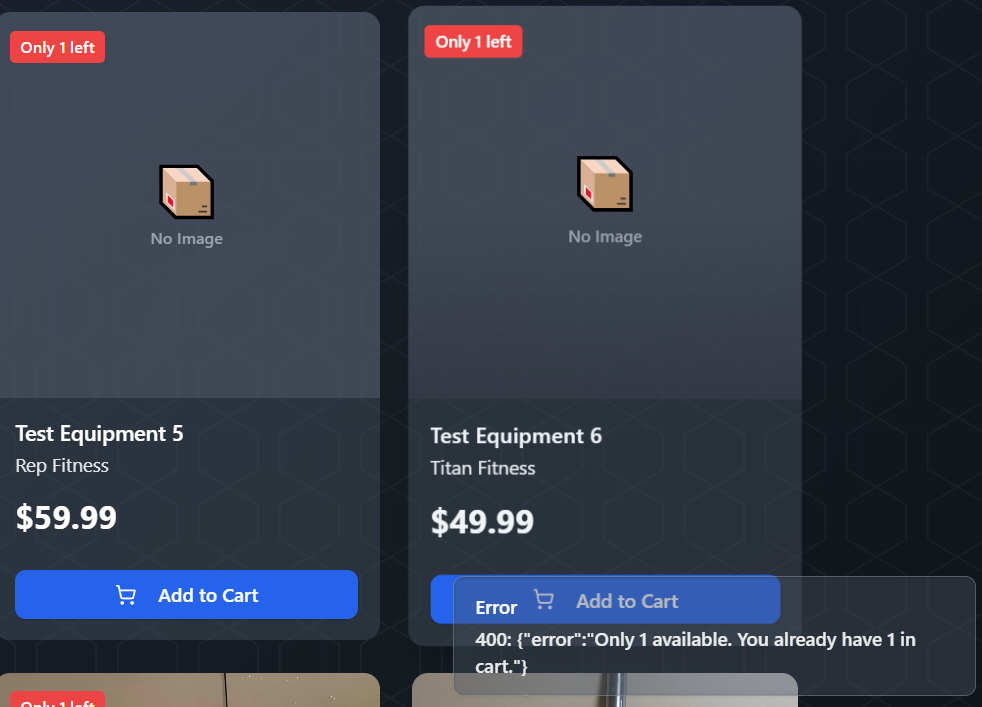 Only 1 left
Only 1 left
No Image
No Image
Test Equipment 5
Rep Fitness
$59.99
Add to Cart
Test Equipment 6
Titan Fitness
$49.99
Add to Cart
Error
400: {"error":"Only 1 available. You already have 1 in
cart."}
Only 1 left